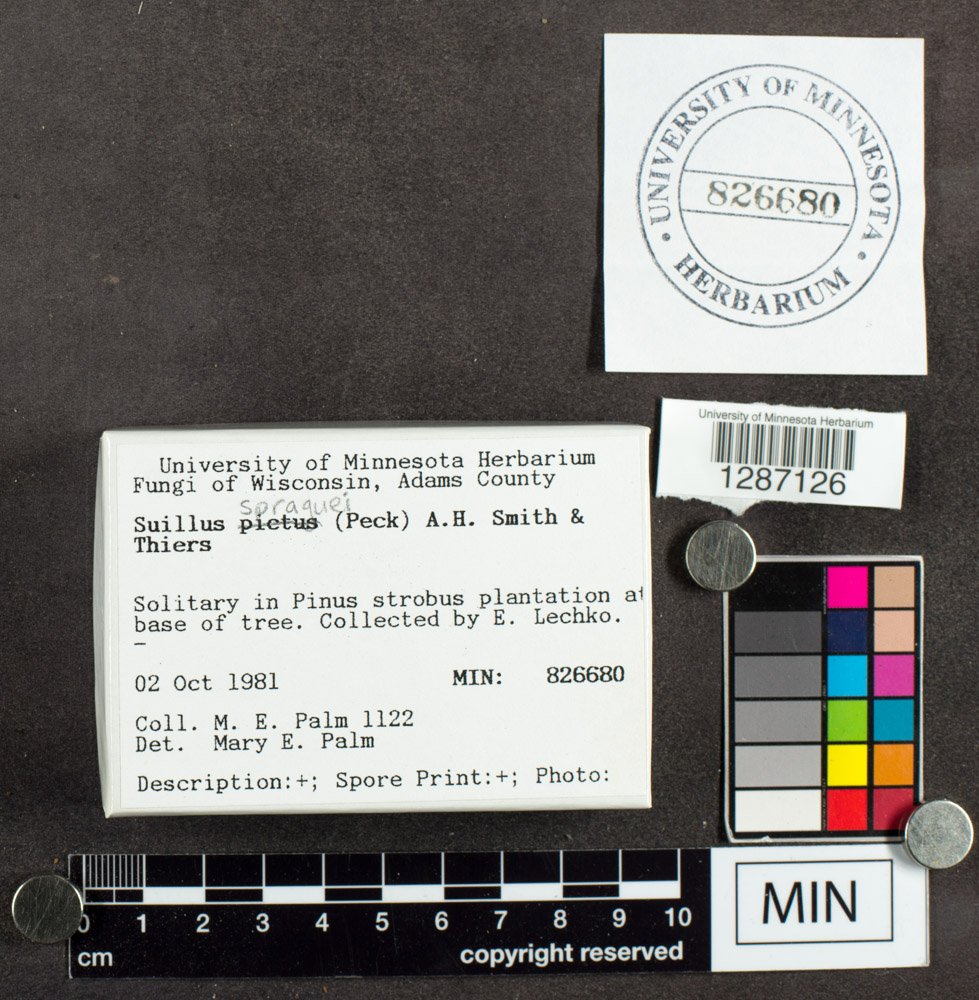 UNIVERSITY OF MINNESOTA
826680
HERBARIUM
University of Minnesota Herbarium
1287126
University of Minnesota Herbarium
Fungi of Wisconsin, Adams County
spraguei
Suillus pictus (Peck) A.H. Smith &
Thiers
Solitary in Pinus strobus plantation at
base of tree. Collected by E. Lechko.
–
02 Oct 1981 MIN: 826680
Coll. M. E. Palm 1122
Det. Mary E. Palm
Description:+; Spore Print:+; Photo:
0 1 2 3 4 5 6 7 8 9 10
cm copyright reserved
MIN